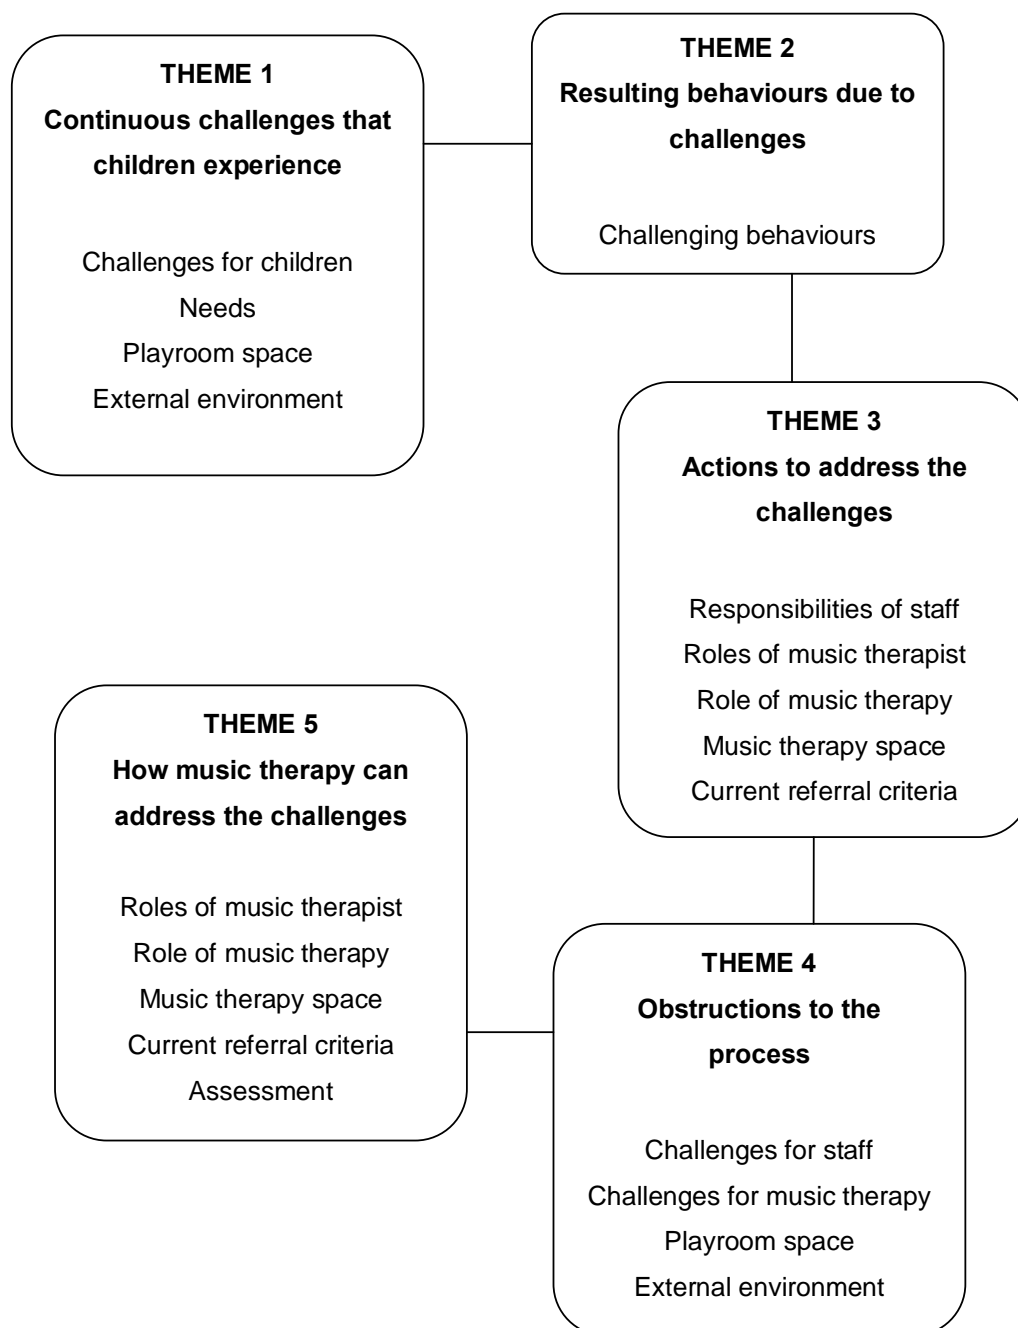 THEME 1
Continuous challenges that
children experience
Challenges for children
Needs
Playroom space
External environment
THEME 2
Resulting behaviours due to
challenges
Challenging behaviours
THEME 3
Actions to address the
challenges
Responsibilities of staff
Roles of music therapist
Role of music therapy
Music therapy space
Current referral criteria
THEME 4
Obstructions to the
process
Challenges for staff
Challenges for music therapy
Playroom space
External environment
THEME 5
How music therapy can
address the challenges
Roles of music therapist
Role of music therapy
Music therapy space
Current referral criteria
Assessment